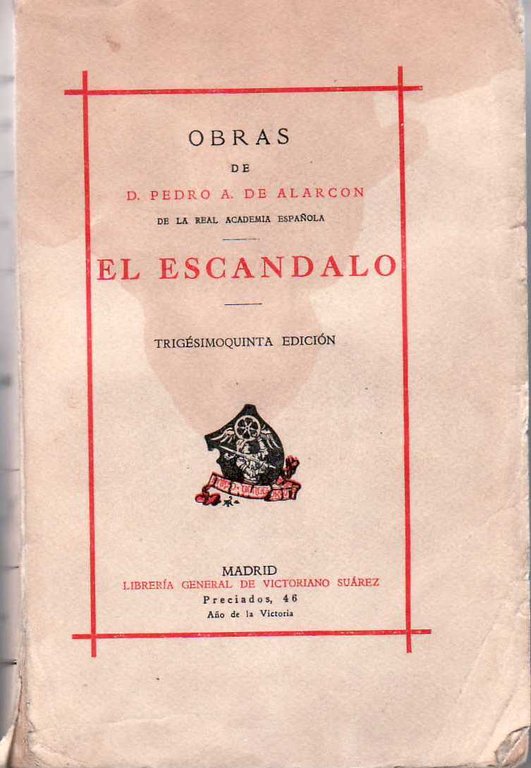 OBRAS
DE
D. PEDRO A. DE ALARCON
DE LA REAL ACADEMIA ESPAÑOLA
EL ESCANDALO
TRIGÉSIMOQUINTA EDICIÓN
MADRID
LIBRERÍA GENERAL DE VICTORIANO SUÁREZ
Preciados, 46
Año de la Victoria